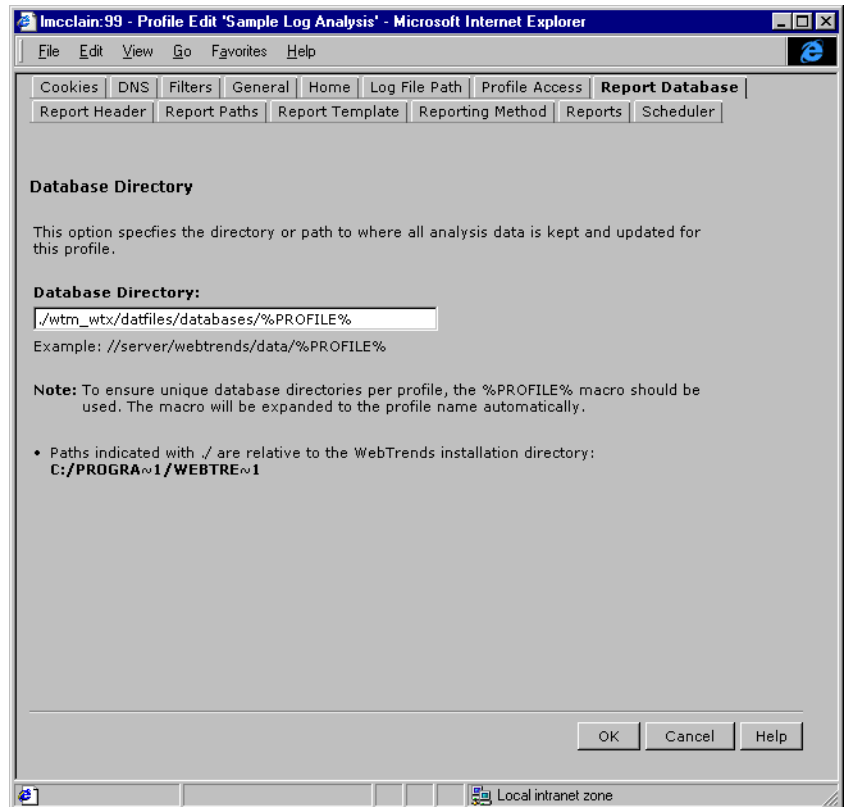 lmcclain:99 - Profile Edit 'Sample Log Analysis' - Microsoft Internet Explorer
File Edit View Go Favorites Help
Cookies DNS Filters General Home Log File Path Profile Access Report Database
Report Header Report Paths Report Template Reporting Method Reports Scheduler
Database Directory
This option specfies the directory or path to where all analysis data is kept and updated for
this profile.
Database Directory:
./wtm_wtx/datfiles/databases/%PROFILE%
Example: //server/webtrends/data/%PROFILE%
Note: To ensure unique database directories per profile, the %PROFILE% macro should be
used. The macro will be expanded to the profile name automatically.
• Paths indicated with ./ are relative to the WebTrends installation directory:
C:/PROGRA~1/WEBTRE~1
OK Cancel Help
Local intranet zone